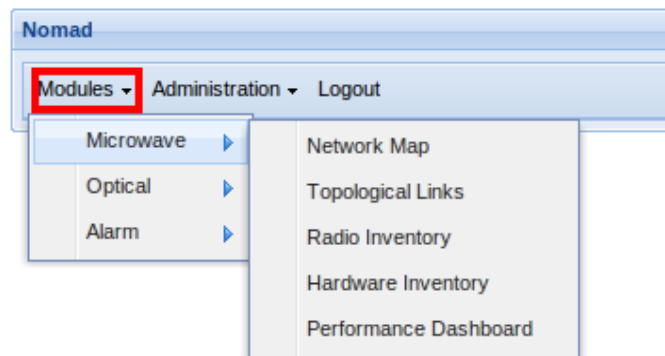 Nomad
Modules Administration Logout
Microwave
Optical
Alarm
Network Map
Topological Links
Radio Inventory
Hardware Inventory
Performance Dashboard